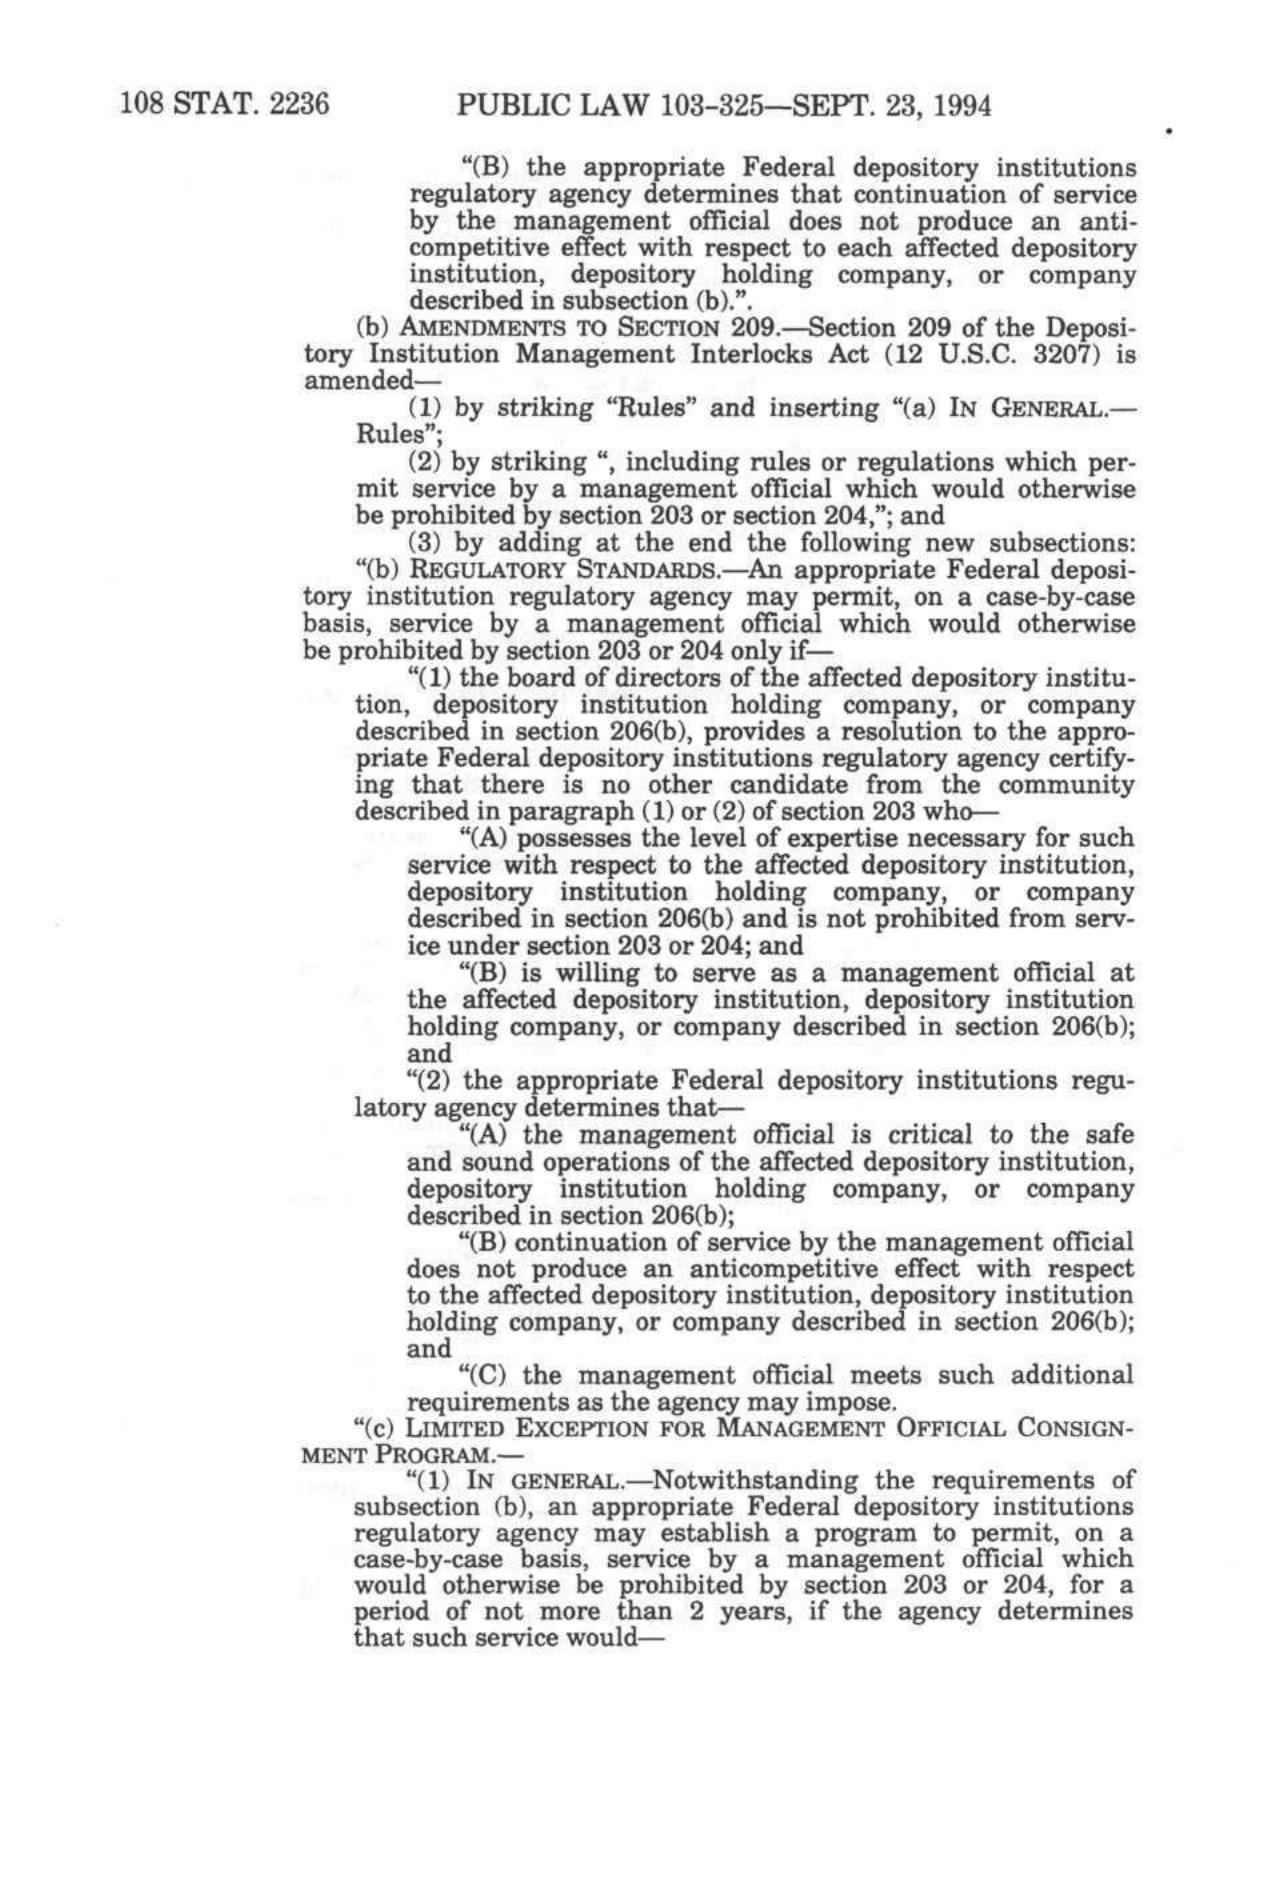 108 STAT. 2236 PUBLIC LAW 103–325—SEPT. 23, 1994
“(B) the appropriate Federal depository institutions
regulatory agency determines that continuation of service
by the management official does not produce an anti-
competitive effect with respect to each affected depository
institution, depository holding company, or company
described in subsection (b).”.
(b) AMENDMENTS TO SECTION 209.—Section 209 of the Deposi-
tory Institution Management Interlocks Act (12 U.S.C. 3207) is
amended—
(1) by striking “Rules” and inserting “(a) IN GENERAL.—
Rules”;
(2) by striking “, including rules or regulations which per-
mit service by a management official which would otherwise
be prohibited by section 203 or section 204,”; and
(3) by adding at the end the following new subsections:
“(b) REGULATORY STANDARDS.—An appropriate Federal deposi-
tory institution regulatory agency may permit, on a case-by-case
basis, service by a management official which would otherwise
be prohibited by section 203 or 204 only if—
“(1) the board of directors of the affected depository institu-
tion, depository institution holding company, or company
described in section 206(b), provides a resolution to the appro-
priate Federal depository institutions regulatory agency certify-
ing that there is no other candidate from the community
described in paragraph (1) or (2) of section 203 who—
“(A) possesses the level of expertise necessary for such
service with respect to the affected depository institution,
depository institution holding company, or company
described in section 206(b) and is not prohibited from serv-
ice under section 203 or 204; and
“(B) is willing to serve as a management official at
the affected depository institution, depository institution
holding company, or company described in section 206(b);
and
“(2) the appropriate Federal depository institutions regu-
latory agency determines that—
“(A) the management official is critical to the safe
and sound operations of the affected depository institution,
depository institution holding company, or company
described in section 206(b);
“(B) continuation of service by the management official
does not produce an anticompetitive effect with respect
to the affected depository institution, depository institution
holding company, or company described in section 206(b);
and
“(C) the management official meets such additional
requirements as the agency may impose.
“(c) LIMITED EXCEPTION FOR MANAGEMENT OFFICIAL CONSIGN-
MENT PROGRAM.—
“(1) IN GENERAL.—Notwithstanding the requirements of
subsection (b), an appropriate Federal depository institutions
regulatory agency may establish a program to permit, on a
case-by-case basis, service by a management official which
would otherwise be prohibited by section 203 or 204, for a
period of not more than 2 years, if the agency determines
that such service would—